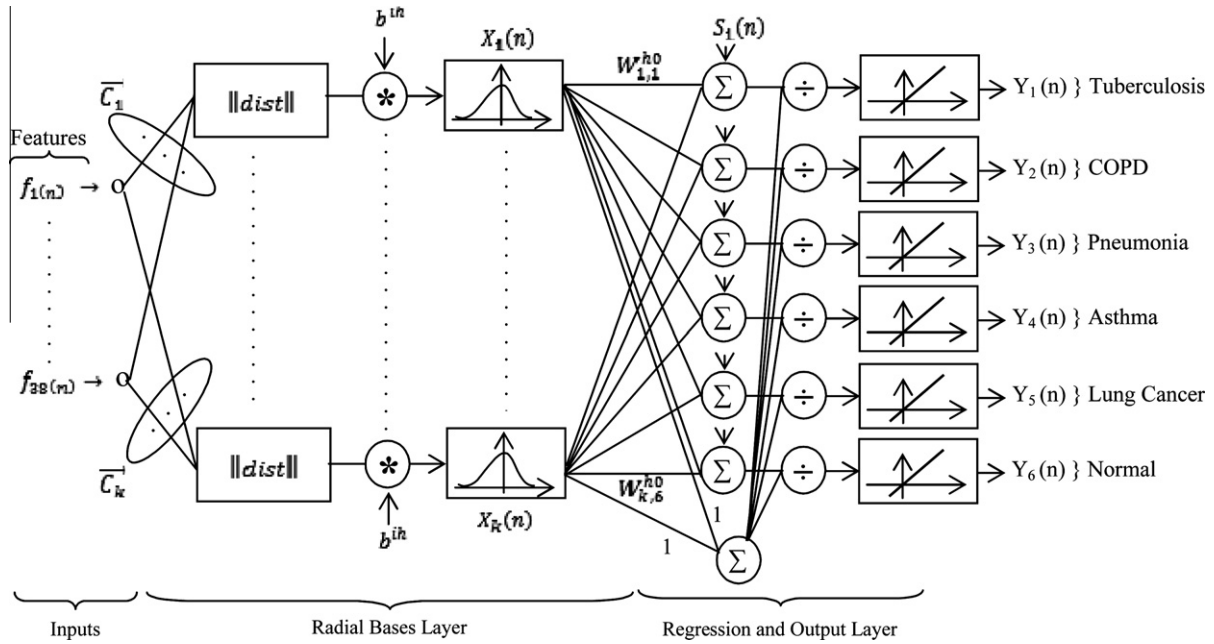 b^{ih}
X_1(n)
S_1(n)
W^{h0}_{1,1}
\overline{C_1}
‖dist‖
*
Σ
÷
Y_1(n) } Tuberculosis
Features
f_{1(n)} → o
Σ
÷
Y_2(n) } COPD
Σ
÷
Y_3(n) } Pneumonia
Σ
÷
Y_4(n) } Asthma
f_{38(n)} → o
Σ
÷
Y_5(n) } Lung Cancer
\overline{C_k}
‖dist‖
*
W^{h0}_{k,6}
Σ
÷
Y_6(n) } Normal
b^{ih}
X_k(n)
1
1
Σ
Inputs
Radial Bases Layer
Regression and Output Layer